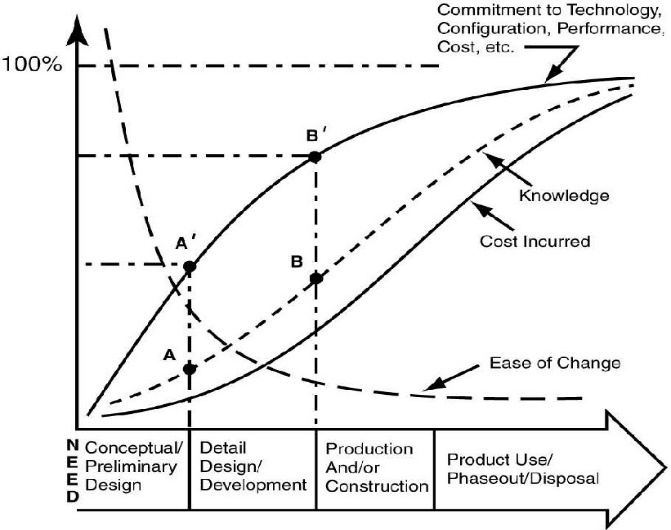 Commitment to Technology,
Configuration, Performance,
Cost, etc.
100%
B'
Knowledge
A'
Cost Incurred
B
A
Ease of Change
NEED
Conceptual/
Preliminary
Design
Detail
Design/
Development
Production
And/or
Construction
Product Use/
Phaseout/Disposal